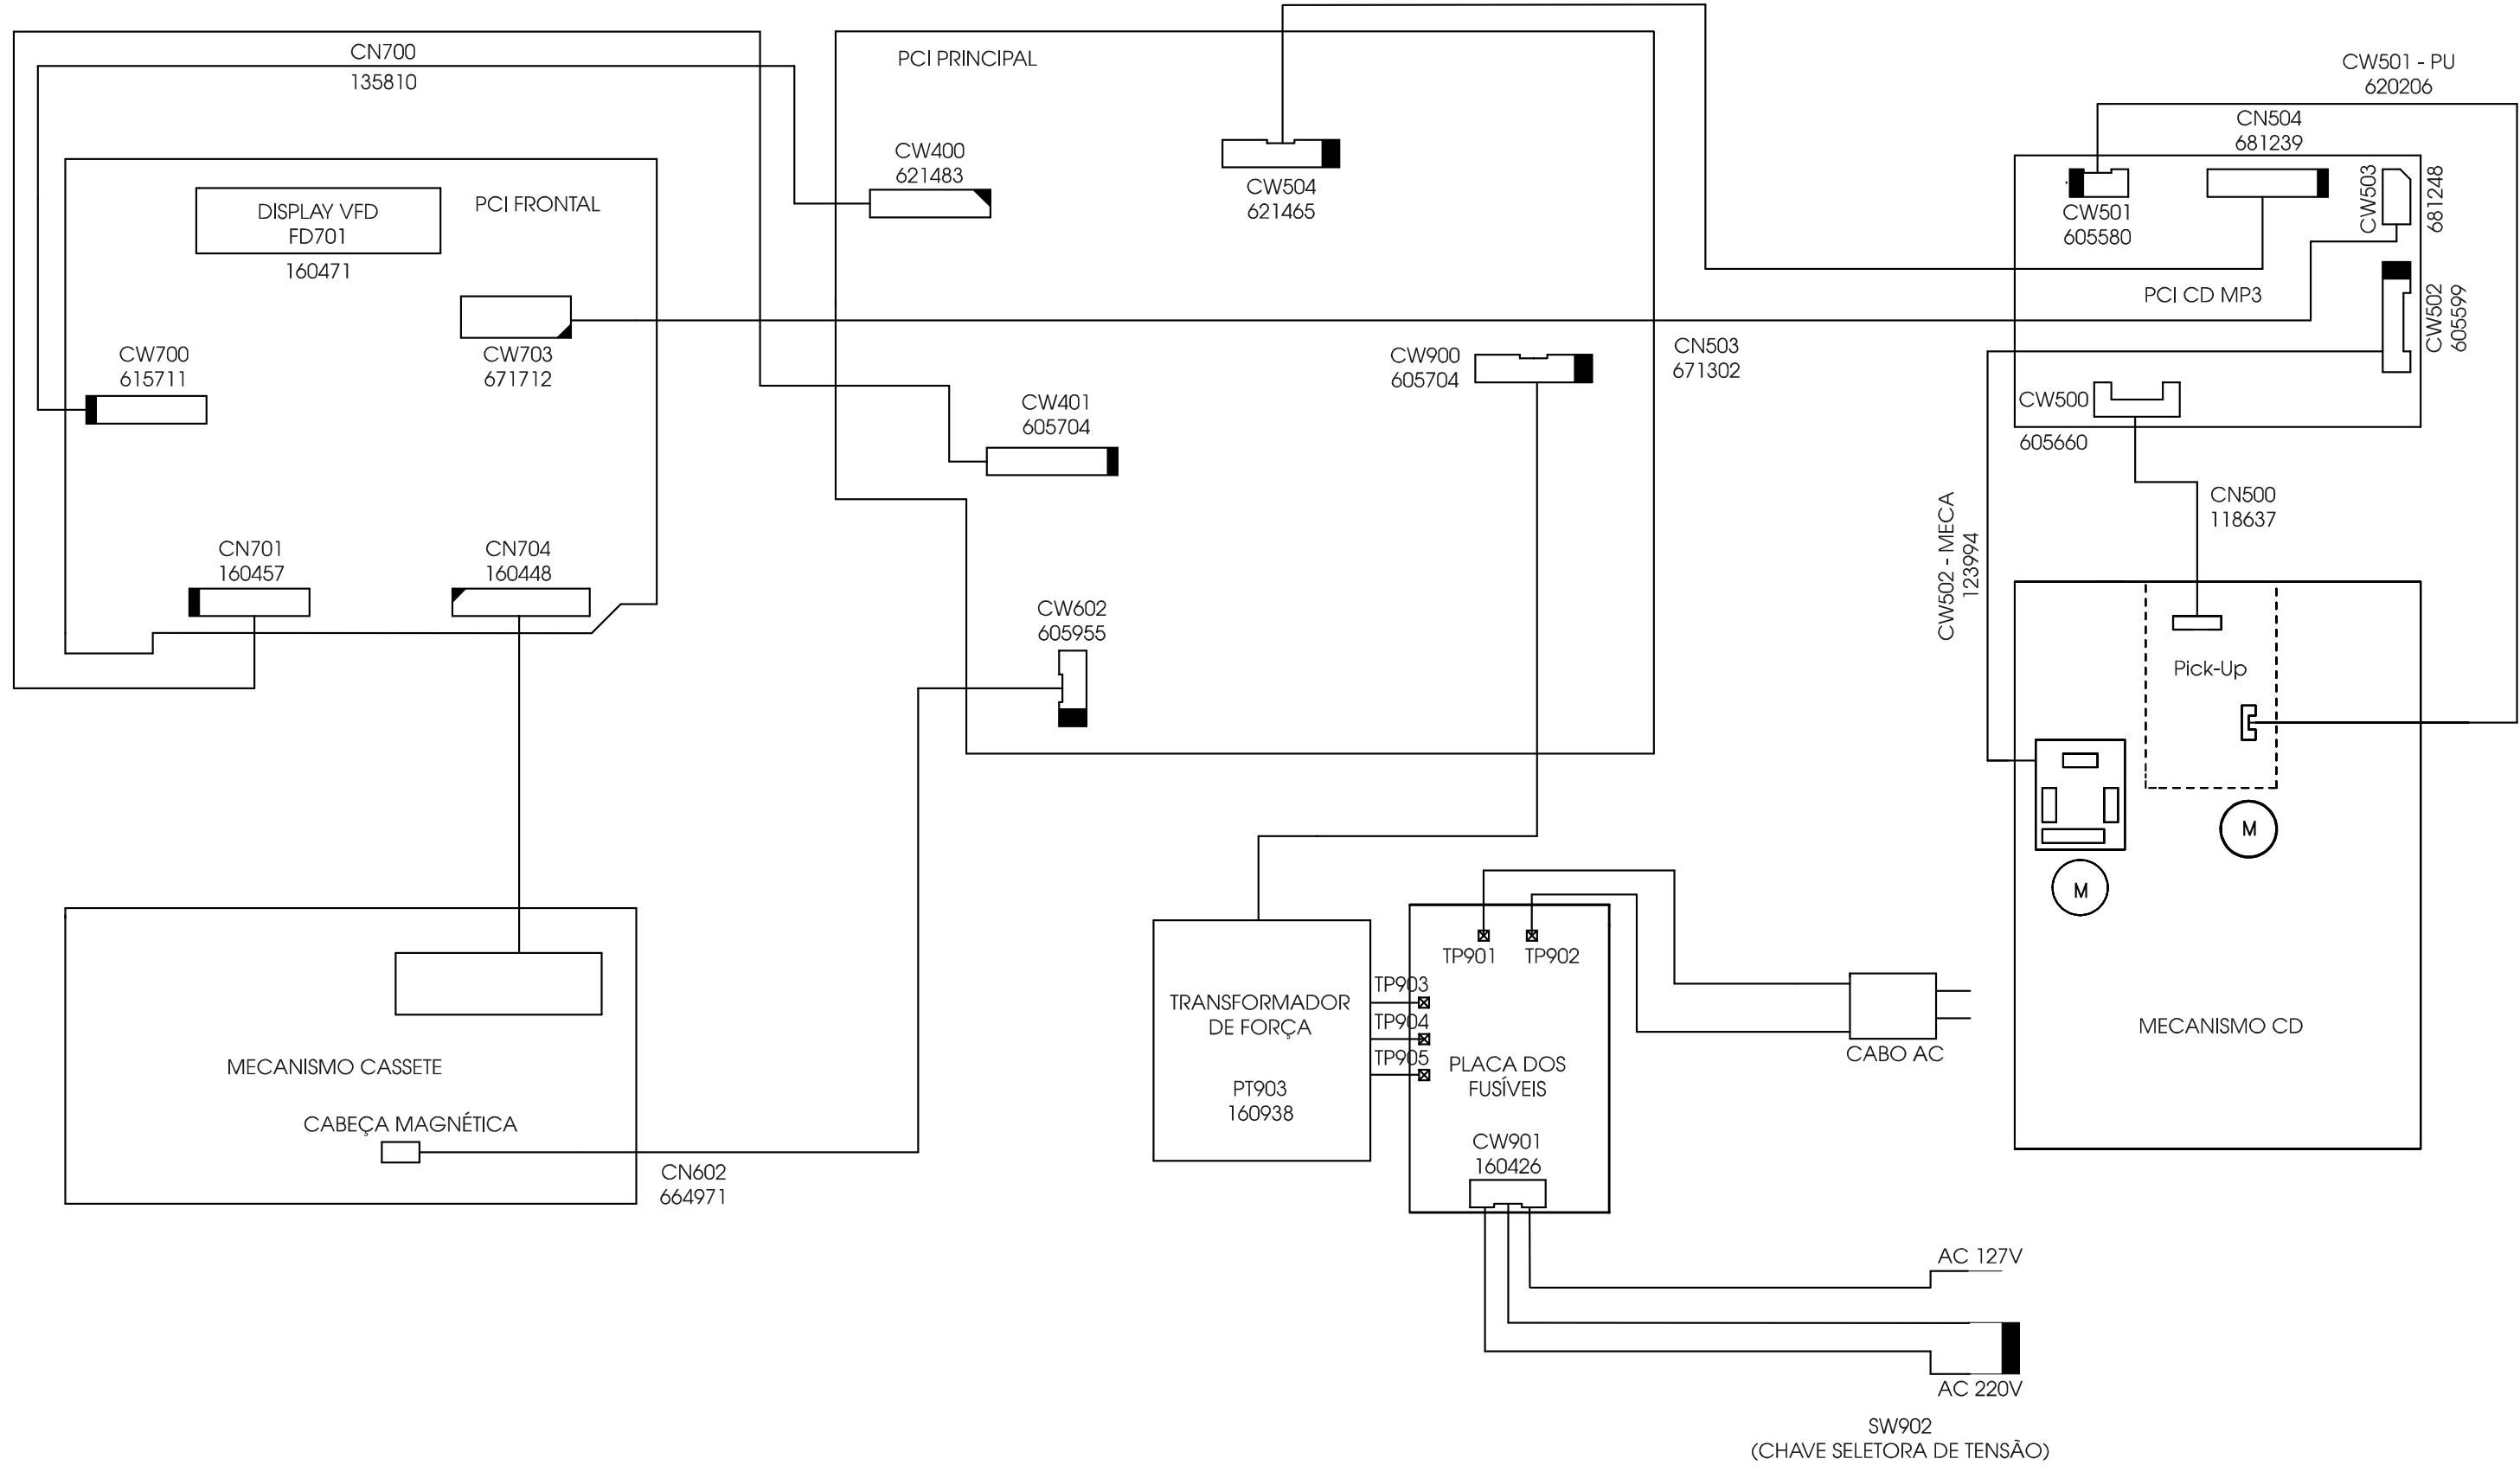 CN700
135810
PCI PRINCIPAL
CW501 - PU
620206
CN504
681239
CW400
621483
CW504
621465
CW501
605580
CW503
681248
DISPLAY VFD
FD701
160471
PCI FRONTAL
PCI CD MP3
CW502
605599
CW700
615711
CW703
671712
CW900
605704
CN503
671302
CW401
605704
CW500
605660
CN500
118637
CW502 - MECA
123994
CN701
160457
CN704
160448
CW602
605955
Pick-Up
M
M
TP901
TP902
TP903
TP904
TP905
TRANSFORMADOR
DE FORÇA
PT903
160938
PLACA DOS
FUSÍVEIS
CW901
160426
CABO AC
MECANISMO CD
MECANISMO CASSETE
CABEÇA MAGNÉTICA
CN602
664971
AC 127V
AC 220V
SW902
(CHAVE SELETORA DE TENSÃO)